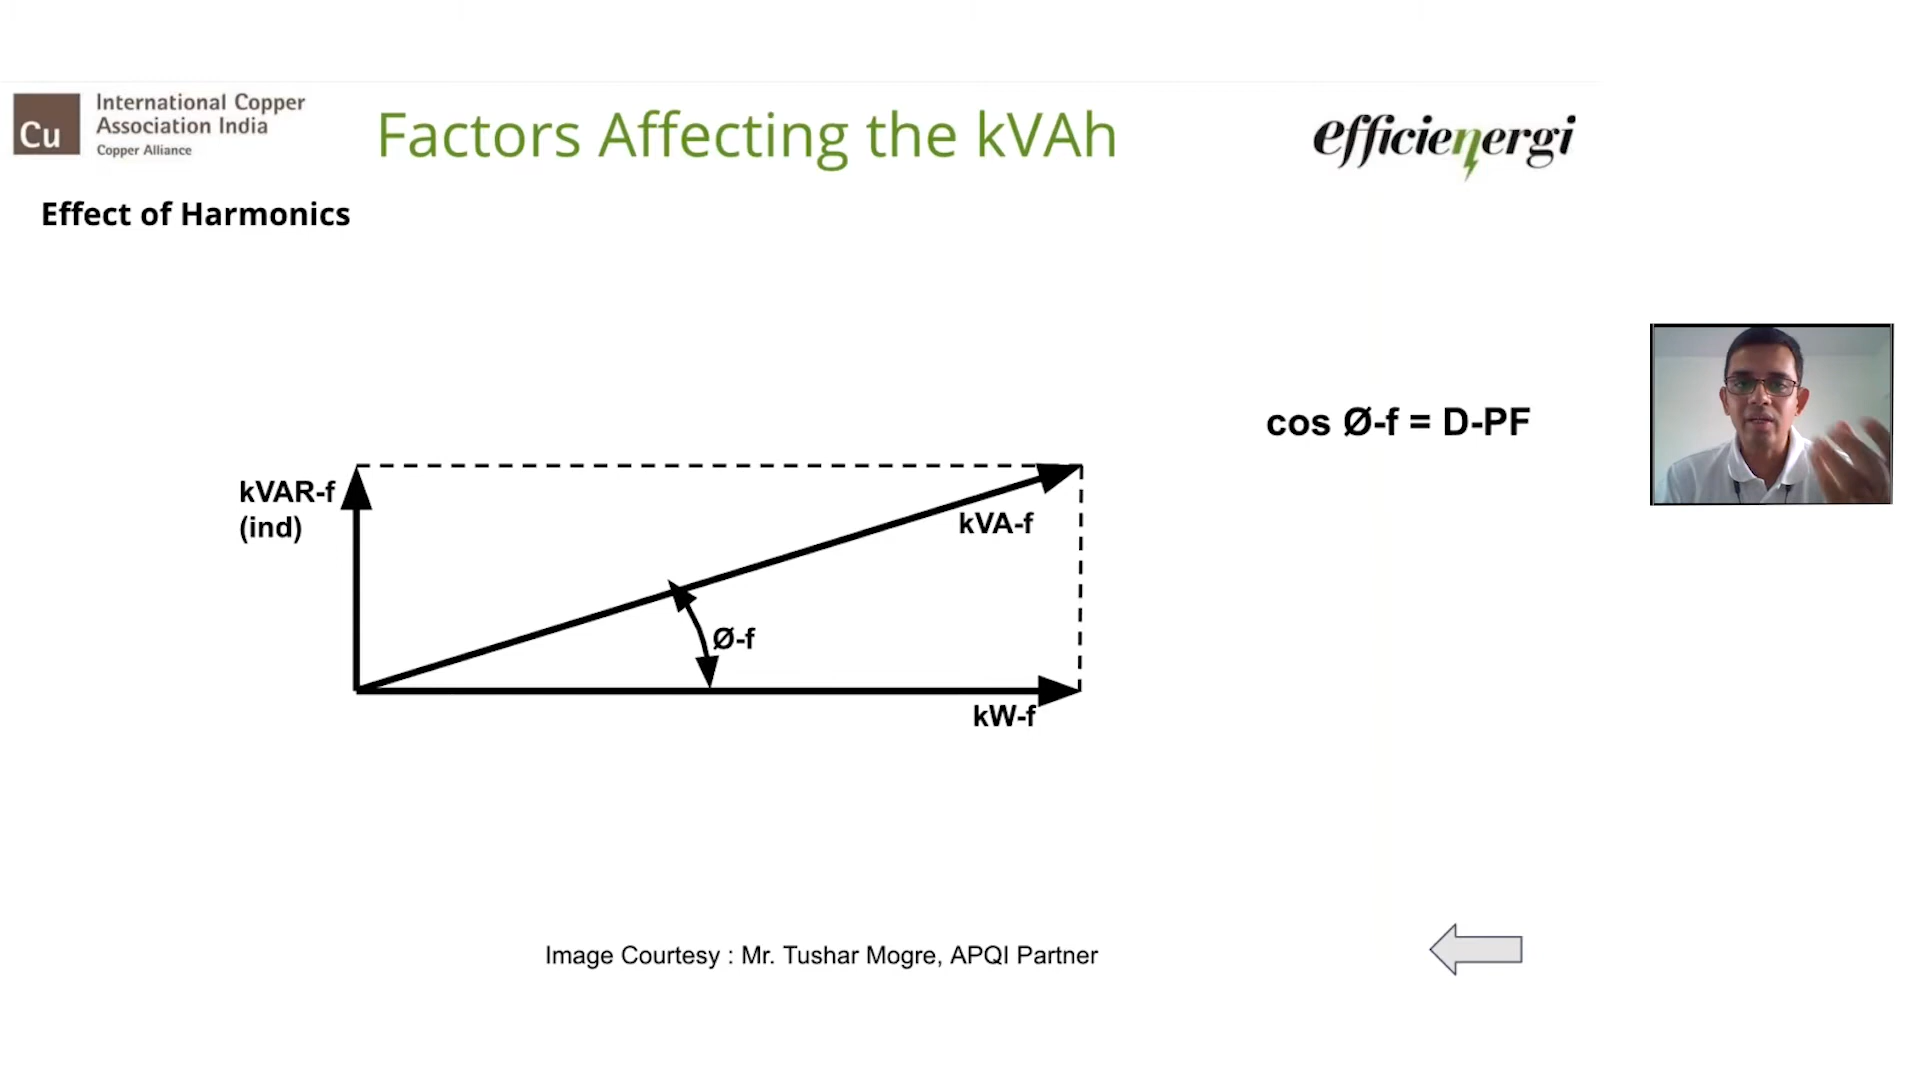 Cu
International Copper
Association India
Copper Alliance
Factors Affecting the kVAh
efficienergi
Effect of Harmonics
cos Ø-f = D-PF
kVAR-f
(ind)
kVA-f
Ø-f
kW-f
Image Courtesy : Mr. Tushar Mogre, APQI Partner